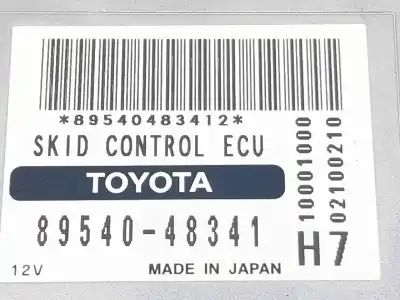 *89540483412*
SKID CONTROL ECU
TOYOTA
89540-48341
12V MADE IN JAPAN
10001000
02100210
H7